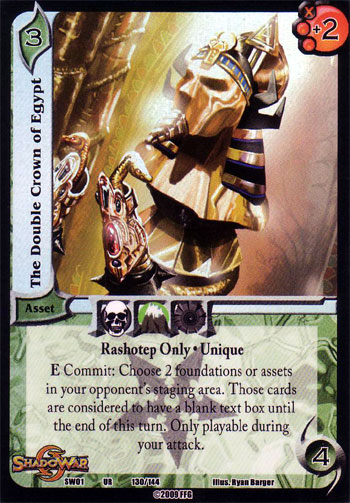 3
X
+2
The Double Crown of Egypt
Asset
Rashotep Only • Unique
E Commit: Choose 2 foundations or assets
in your opponent's staging area. Those cards
are considered to have a blank text box until
the end of this turn. Only playable during
your attack.
SHADOWAR
4
SW01 UR 130/144 Illus. Ryan Barger
©2009 FFG